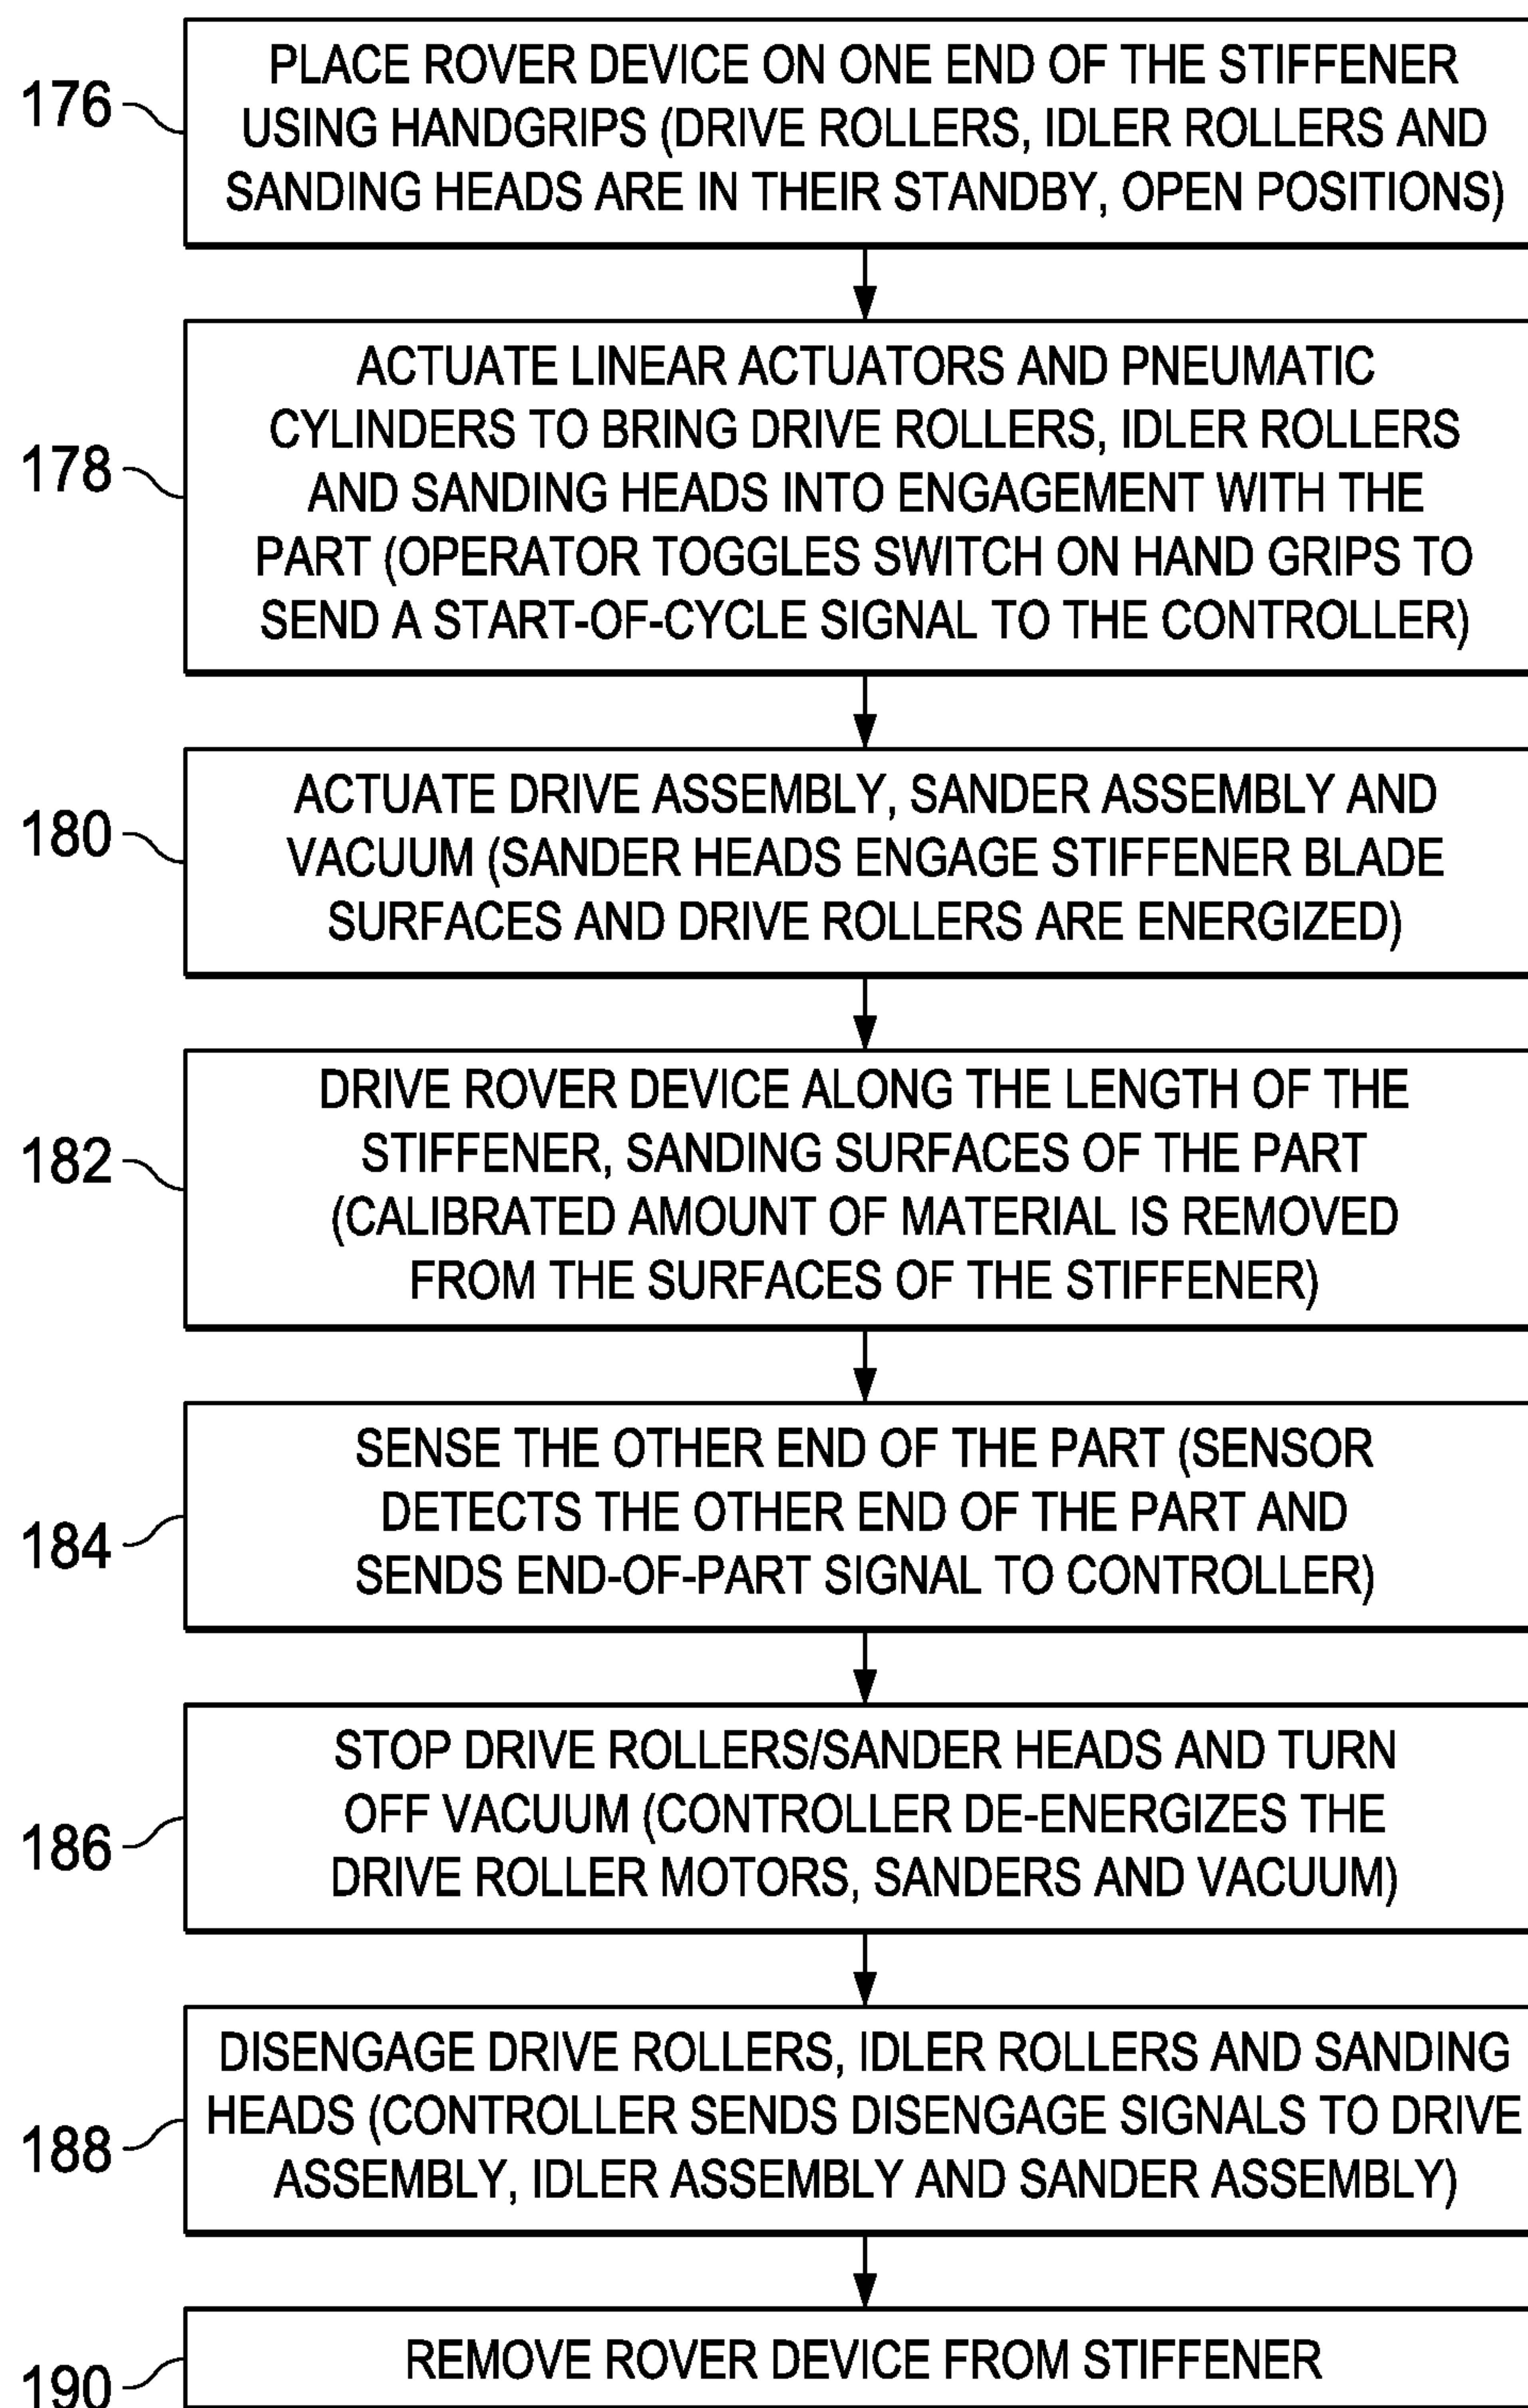 176
PLACE ROVER DEVICE ON ONE END OF THE STIFFENER
USING HANDGRIPS (DRIVE ROLLERS, IDLER ROLLERS AND
SANDING HEADS ARE IN THEIR STANDBY, OPEN POSITIONS)
178
ACTUATE LINEAR ACTUATORS AND PNEUMATIC
CYLINDERS TO BRING DRIVE ROLLERS, IDLER ROLLERS
AND SANDING HEADS INTO ENGAGEMENT WITH THE
PART (OPERATOR TOGGLES SWITCH ON HAND GRIPS TO
SEND A START-OF-CYCLE SIGNAL TO THE CONTROLLER)
180
ACTUATE DRIVE ASSEMBLY, SANDER ASSEMBLY AND
VACUUM (SANDER HEADS ENGAGE STIFFENER BLADE
SURFACES AND DRIVE ROLLERS ARE ENERGIZED)
182
DRIVE ROVER DEVICE ALONG THE LENGTH OF THE
STIFFENER, SANDING SURFACES OF THE PART
(CALIBRATED AMOUNT OF MATERIAL IS REMOVED
FROM THE SURFACES OF THE STIFFENER)
184
SENSE THE OTHER END OF THE PART (SENSOR
DETECTS THE OTHER END OF THE PART AND
SENDS END-OF-PART SIGNAL TO CONTROLLER)
186
STOP DRIVE ROLLERS/SANDER HEADS AND TURN
OFF VACUUM (CONTROLLER DE-ENERGIZES THE
DRIVE ROLLER MOTORS, SANDERS AND VACUUM)
188
DISENGAGE DRIVE ROLLERS, IDLER ROLLERS AND SANDING
HEADS (CONTROLLER SENDS DISENGAGE SIGNALS TO DRIVE
ASSEMBLY, IDLER ASSEMBLY AND SANDER ASSEMBLY)
190
REMOVE ROVER DEVICE FROM STIFFENER